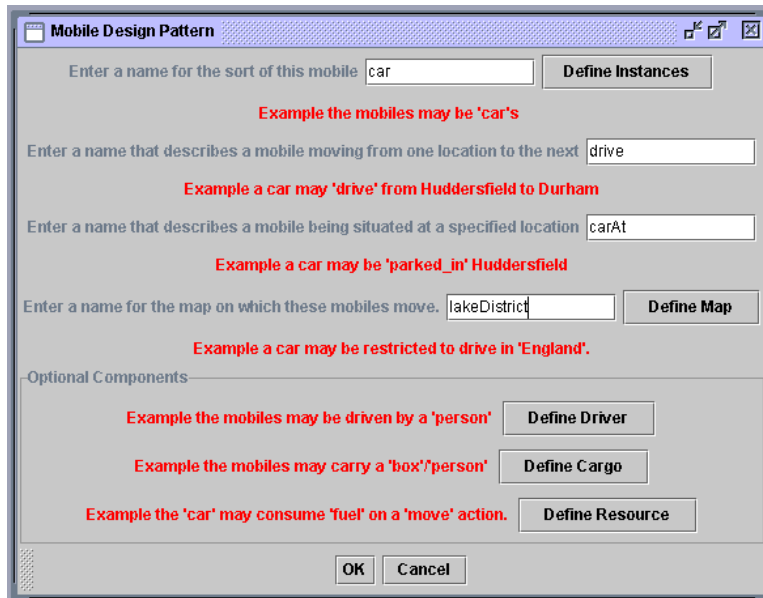 Mobile Design Pattern
Enter a name for the sort of this mobile car Define Instances
Example the mobiles may be 'car's
Enter a name that describes a mobile moving from one location to the next drive
Example a car may 'drive' from Huddersfield to Durham
Enter a name that describes a mobile being situated at a specified location carAt
Example a car may be 'parked_in' Huddersfield
Enter a name for the map on which these mobiles move. lakeDistrict Define Map
Example a car may be restricted to drive in 'England'.
Optional Components
Example the mobiles may be driven by a 'person' Define Driver
Example the mobiles may carry a 'box'/'person' Define Cargo
Example the 'car' may consume 'fuel' on a 'move' action. Define Resource
OK Cancel